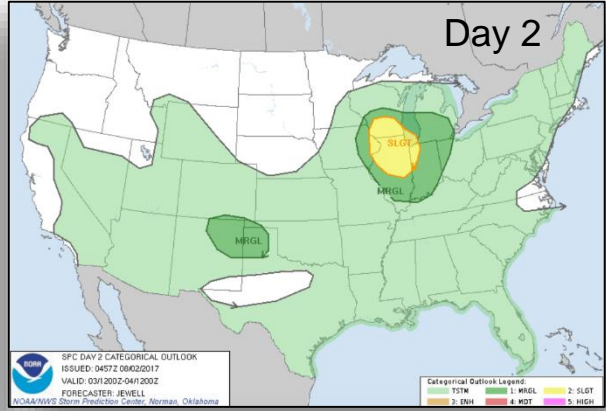 Day 2
SLGT
MRGL
MRGL
NOAA
SPC DAY 2 CATEGORICAL OUTLOOK
ISSUED: 0457Z 08/02/2017
VALID: 03/1200Z-04/1200Z
FORECASTER: JEWELL
NOAA/NWS Storm Prediction Center, Norman, Oklahoma
Categorical Outlook Legend:
TSTM 1: MRGL 2: SLGT
3: ENH 4: MDT 5: HIGH